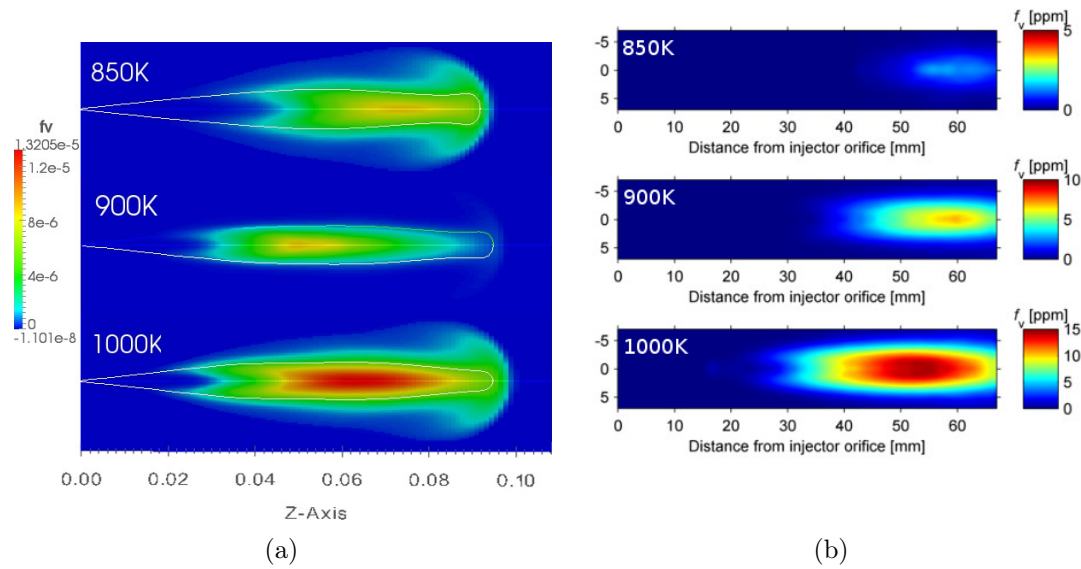 850K
fv
1.3205e-5
1.2e-5
8e-6
4e-6
0
-1.101e-8
900K
1000K
0.00 0.02 0.04 0.06 0.08 0.10
Z-Axis
(a)
fv [ppm]
850K
-5
0
5
5
0
0 10 20 30 40 50 60
Distance from injector orifice [mm]
fv [ppm]
900K
-5
0
5
10
5
0
0 10 20 30 40 50 60
Distance from injector orifice [mm]
fv [ppm]
1000K
-5
0
5
15
10
5
0
0 10 20 30 40 50 60
Distance from injector orifice [mm]
(b)